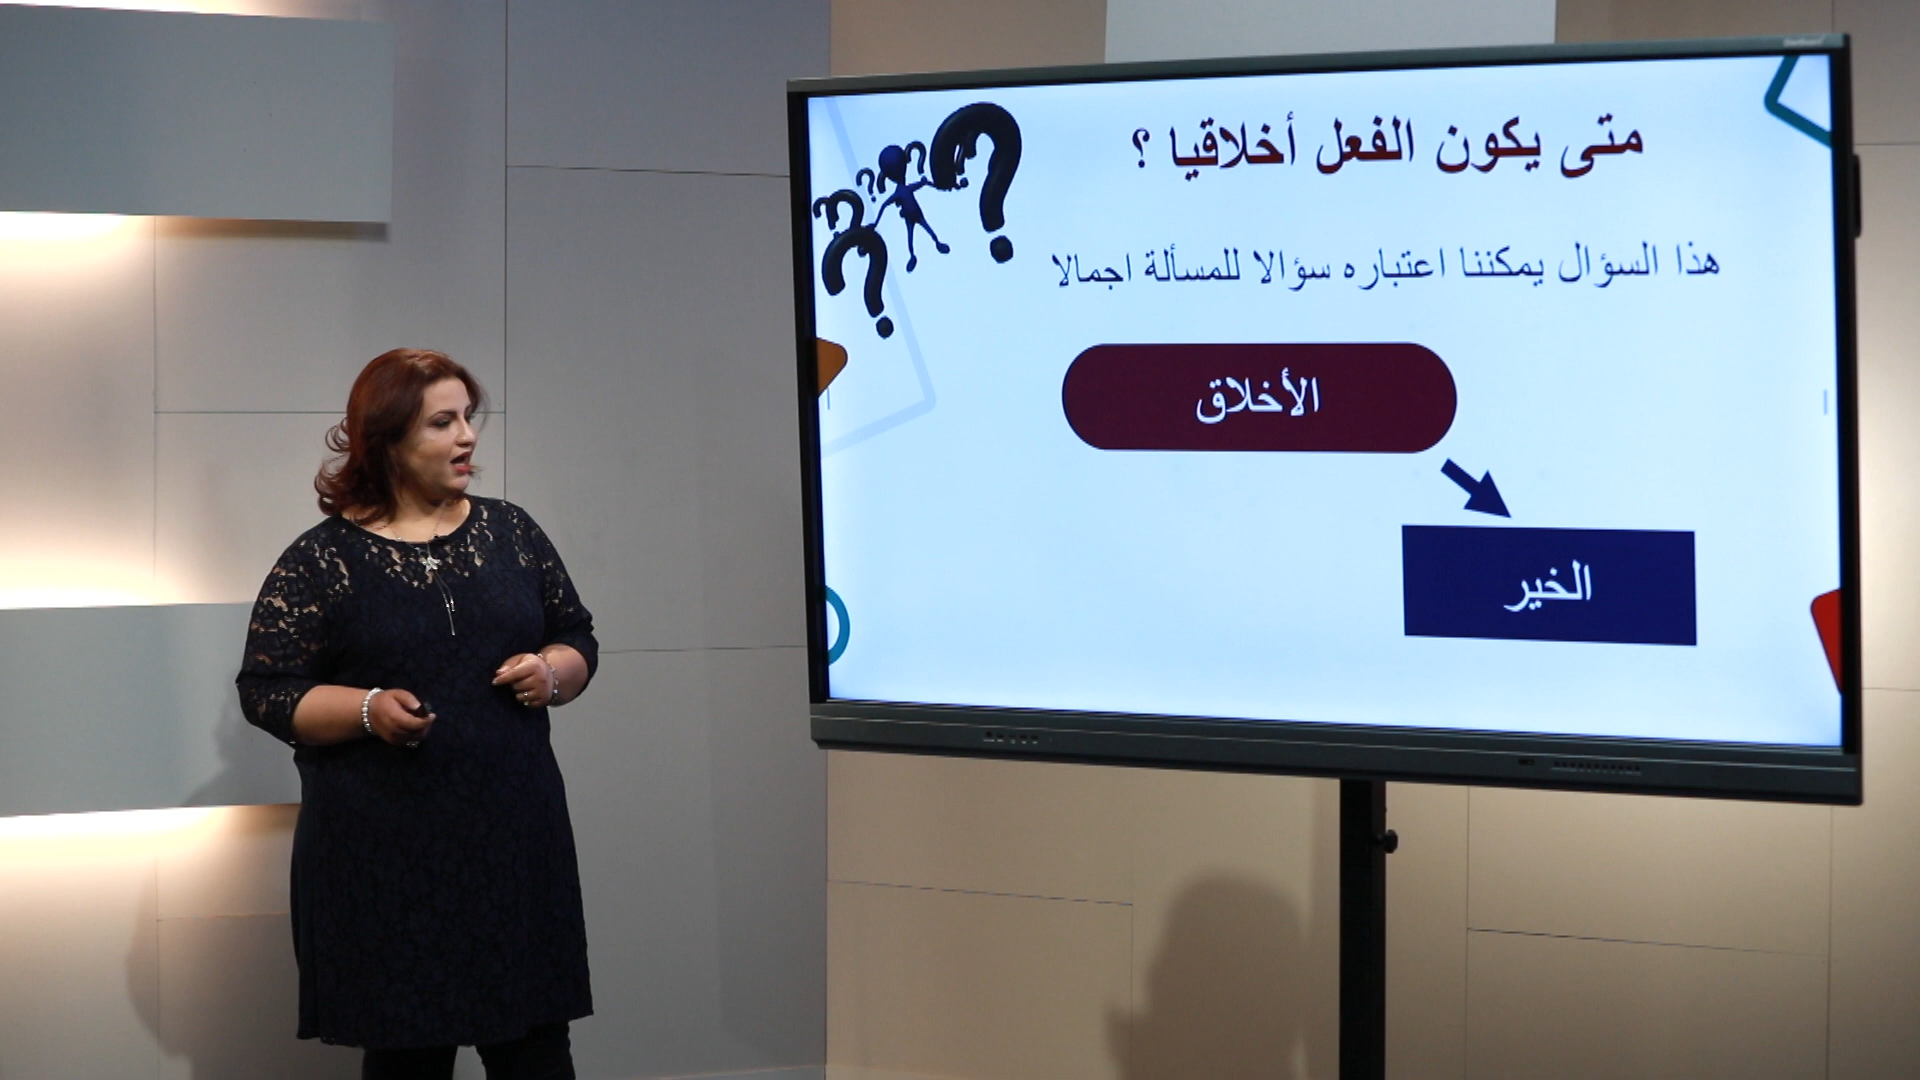 متى يكون الفعل أخلاقيا ؟
هذا السؤال يمكننا اعتباره سؤالا للمسألة اجمالا
الأخلاق
الخير